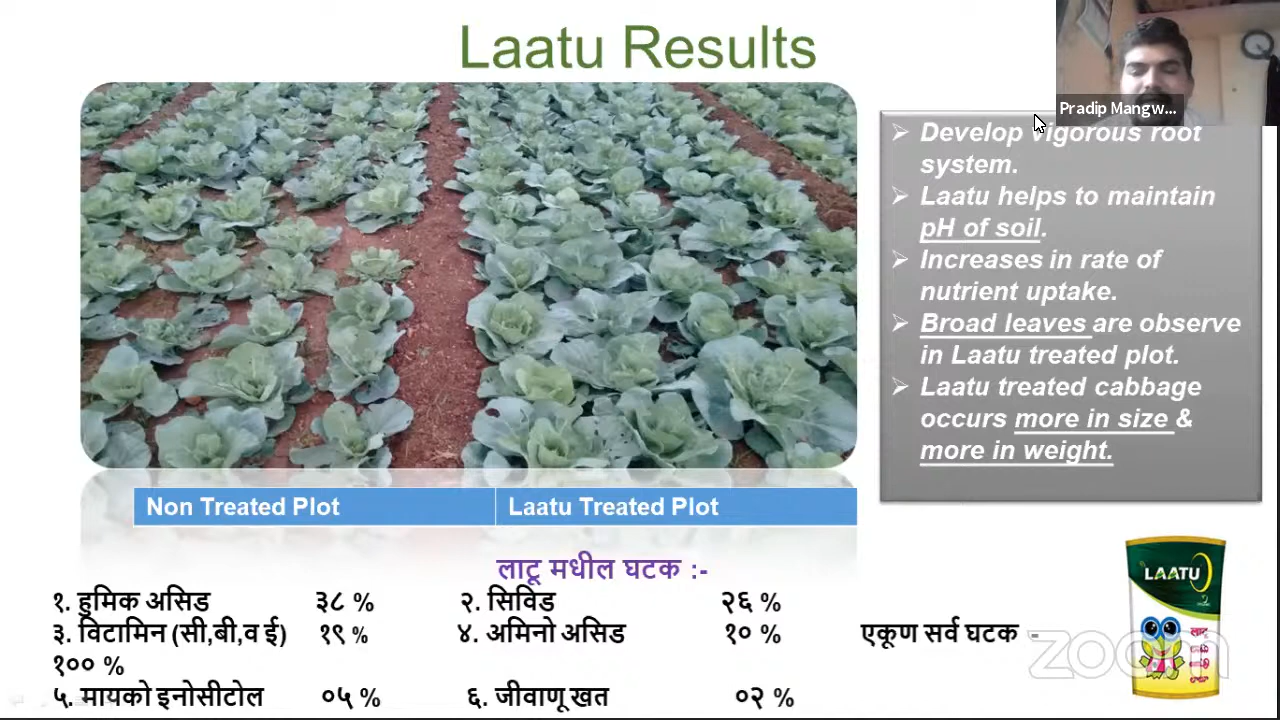 Laatu Results
Pradip Mangw...
Develop vigorous root
system.
Laatu helps to maintain
pH of soil.
Increases in rate of
nutrient uptake.
Broad leaves are observe
in Laatu treated plot.
Laatu treated cabbage
occurs more in size &
more in weight.
Non Treated Plot Laatu Treated Plot
लाटू मधील घटक :-
१. हुमिक असिड ३८ % २. सिविड २६ %
३. विटामिन (सी,बी,व ई) १९ % ४. अमिनो असिड १० % एकूण सर्व घटक -
१०० %
५. मायको इनोसीटोल ०५ % ६. जीवाणू खत ०२ %
LAATU
लाटू
zoom